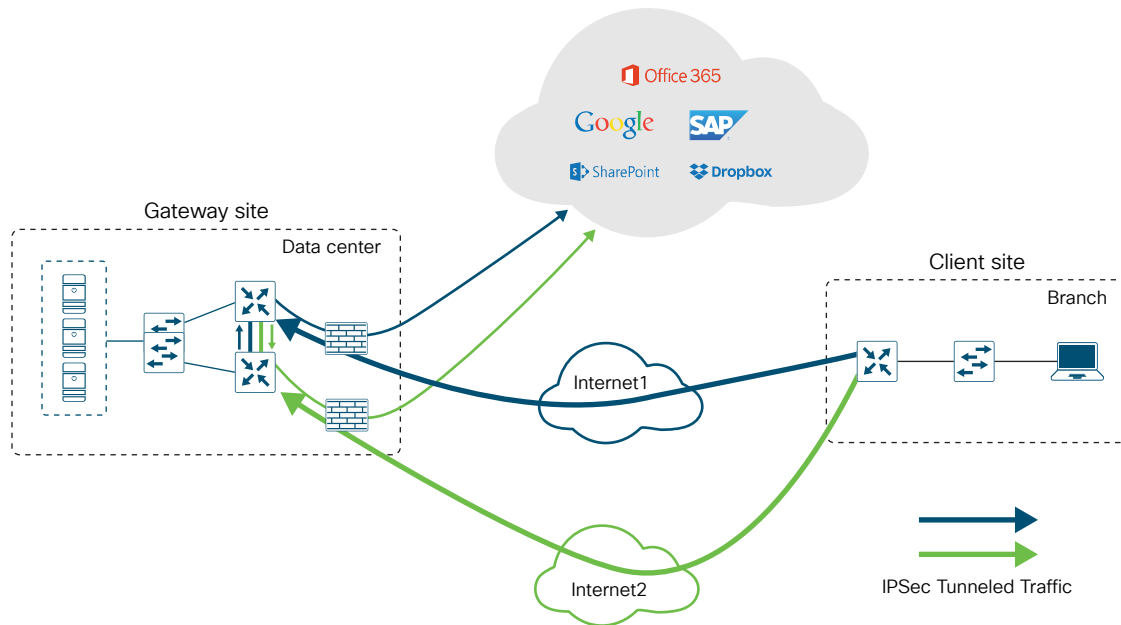 Office 365
Google
SAP
SharePoint
Dropbox
Gateway site
Data center
Client site
Branch
Internet1
Internet2
IPSec Tunneled Traffic